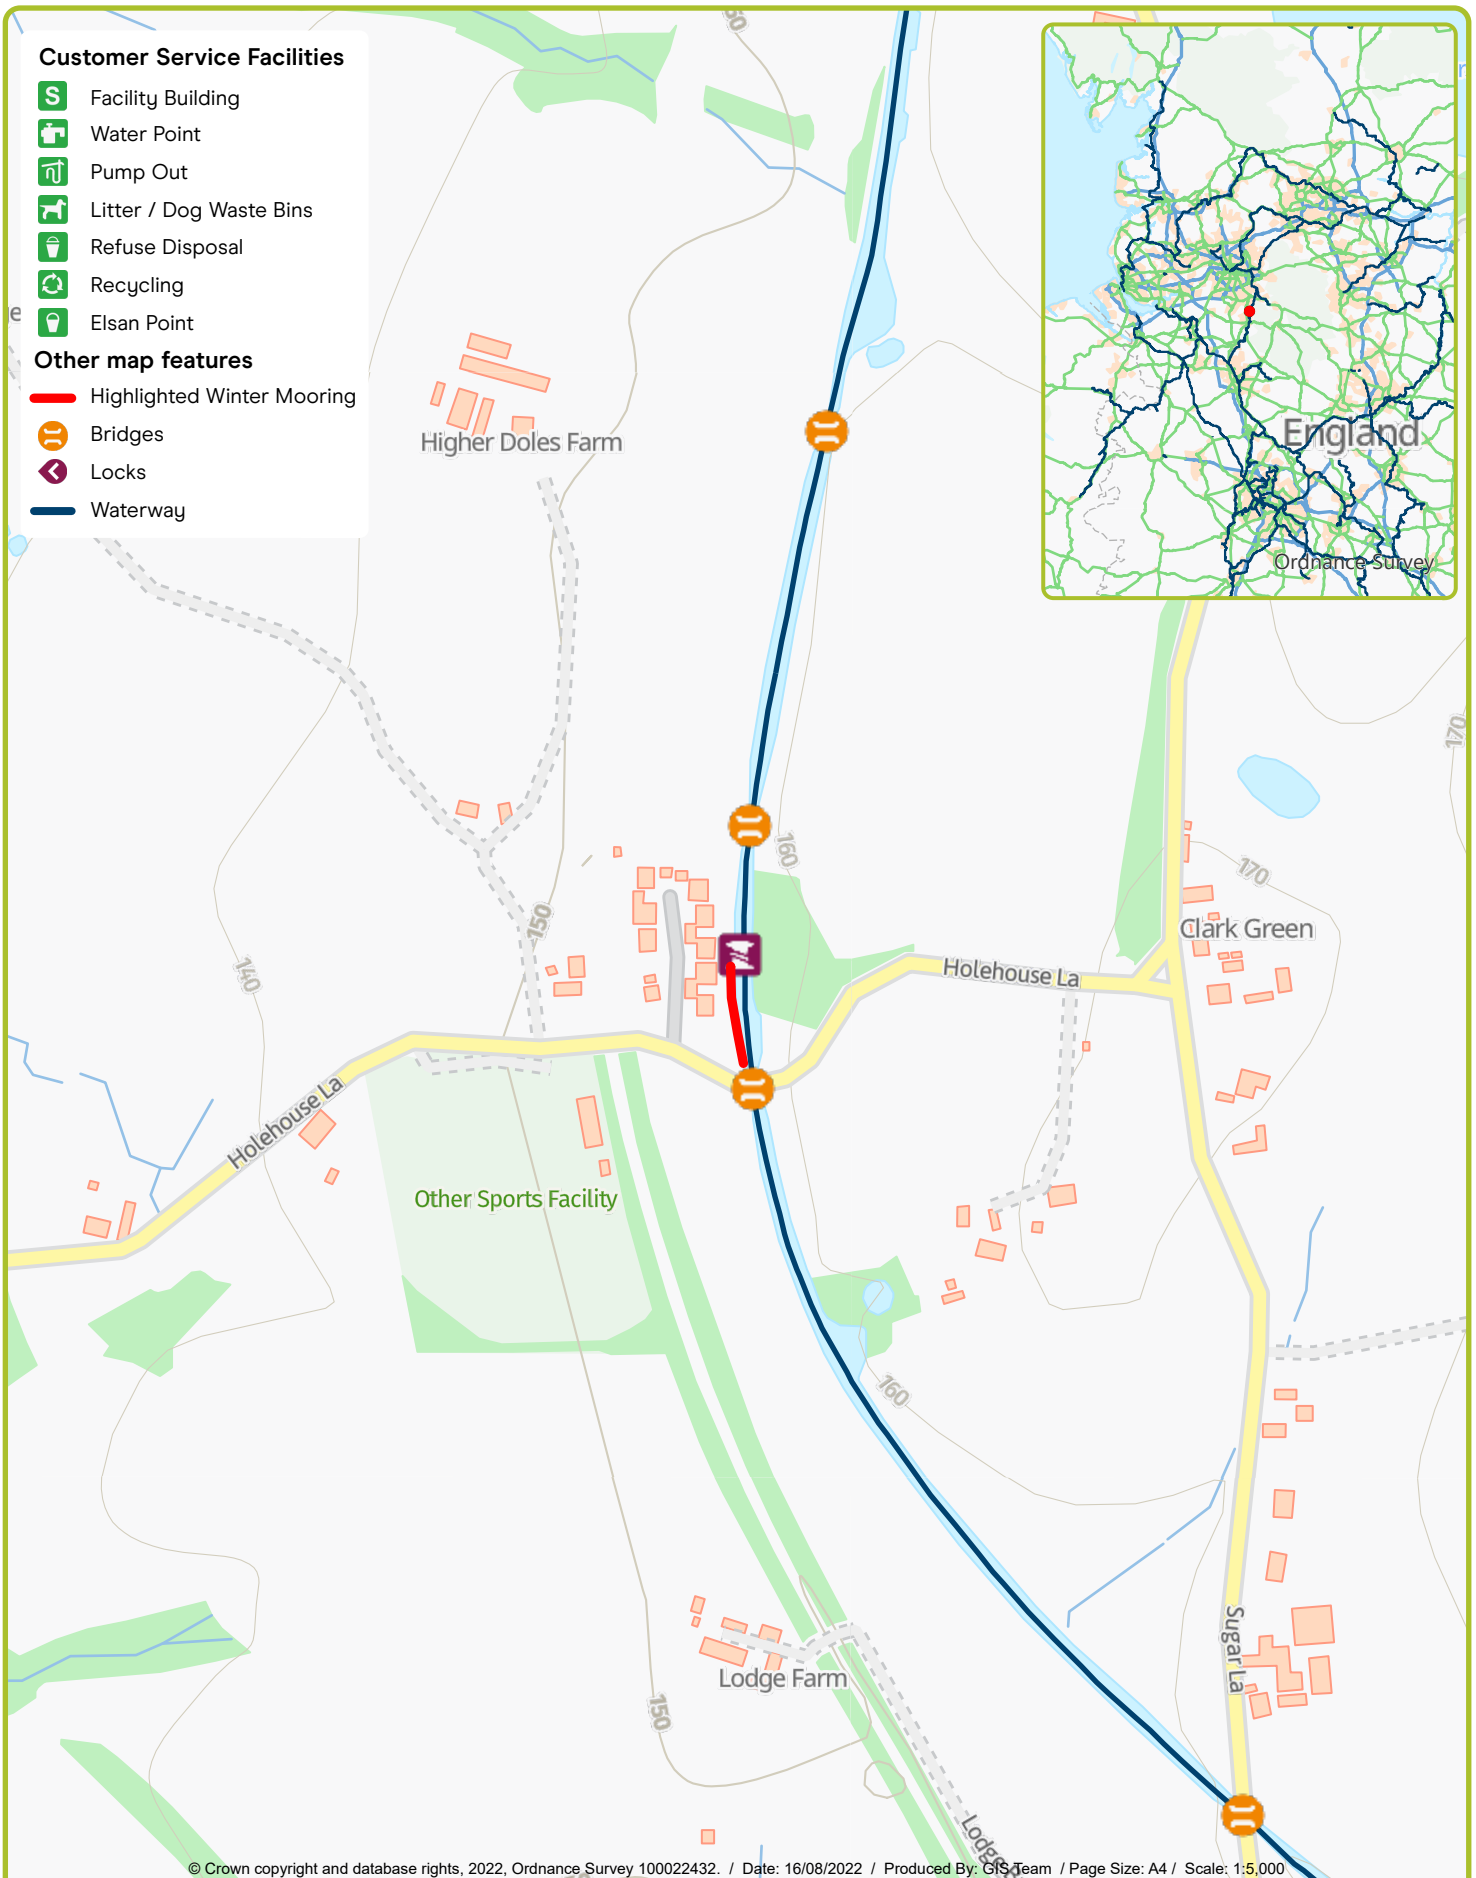 Customer Service Facilities
S Facility Building
Water Point
Pump Out
Litter / Dog Waste Bins
Refuse Disposal
Recycling
Elsan Point
Other map features
Highlighted Winter Mooring
Bridges
Locks
Waterway
England
Ordnance Survey
Higher Doles Farm
170
160
170
150
Clark Green
140
Holehouse La
Holehouse La
Other Sports Facility
160
Sugar La
Lodge Farm
150
© Crown copyright and database rights, 2022, Ordnance Survey 100022432. / Date: 16/08/2022 / Produced By: GIS Team / Page Size: A4 / Scale: 1:5,000